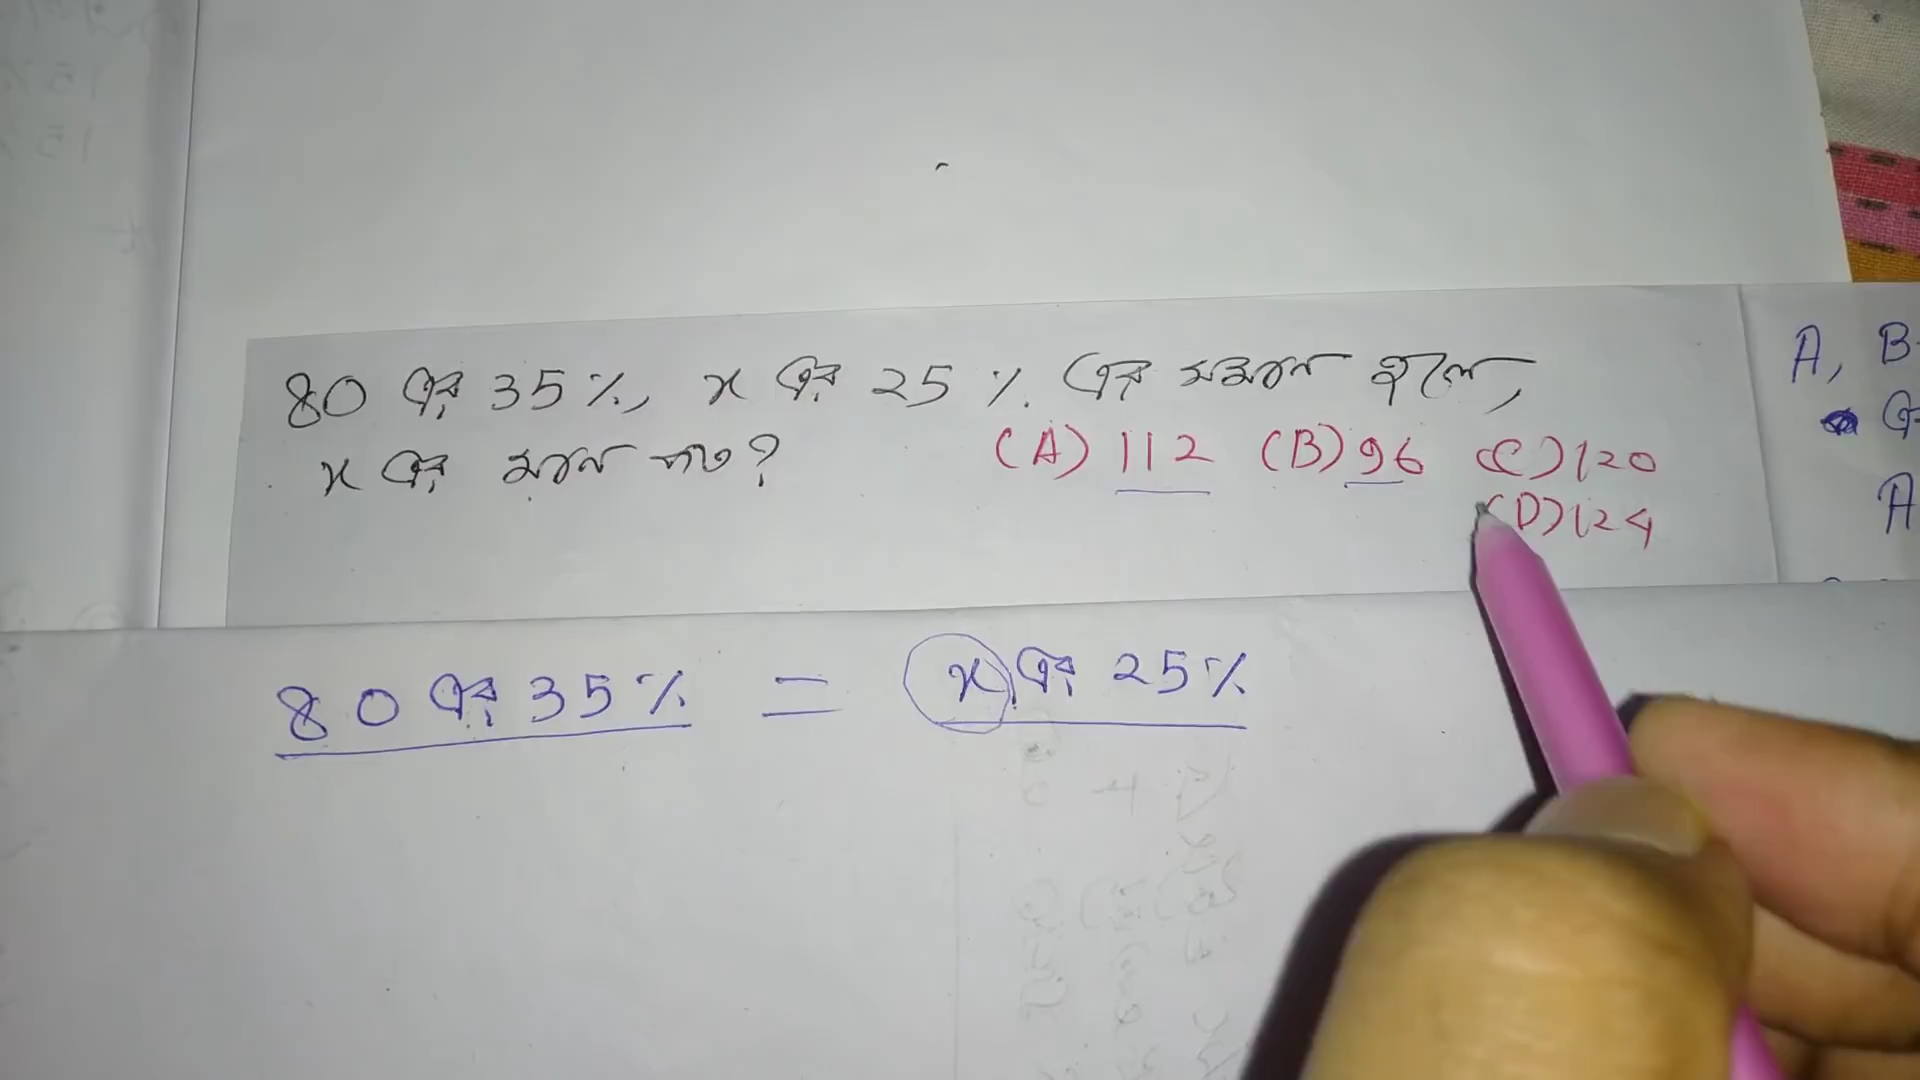 80 এর 35%, x এর 25% এর সমান হলে,
x এর মান কত?
(A) 112 (B) 96 (C) 120
(D) 124
80 এর 35% = x এর 25%
A, B
A